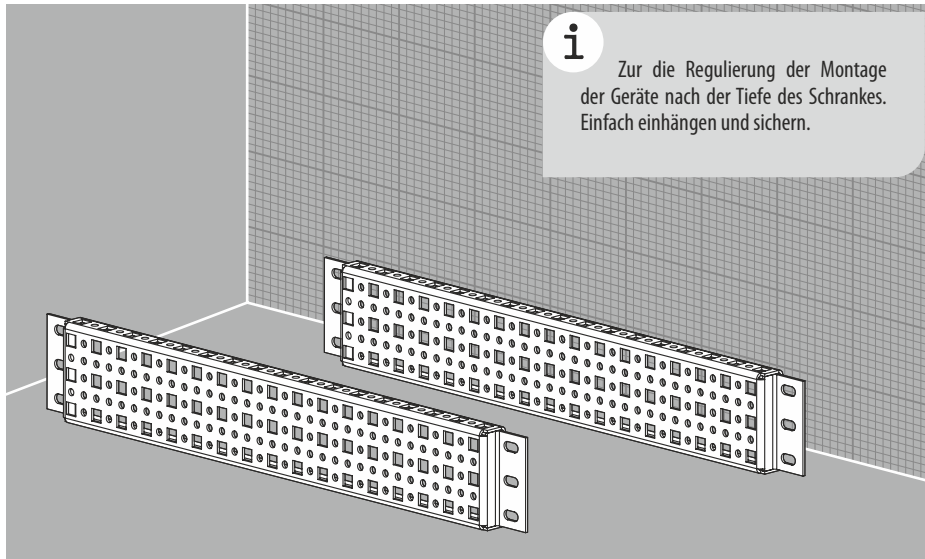 i
Zur die Regulierung der Montage
der Geräte nach der Tiefe des Schrankes.
Einfach einhängen und sichern.